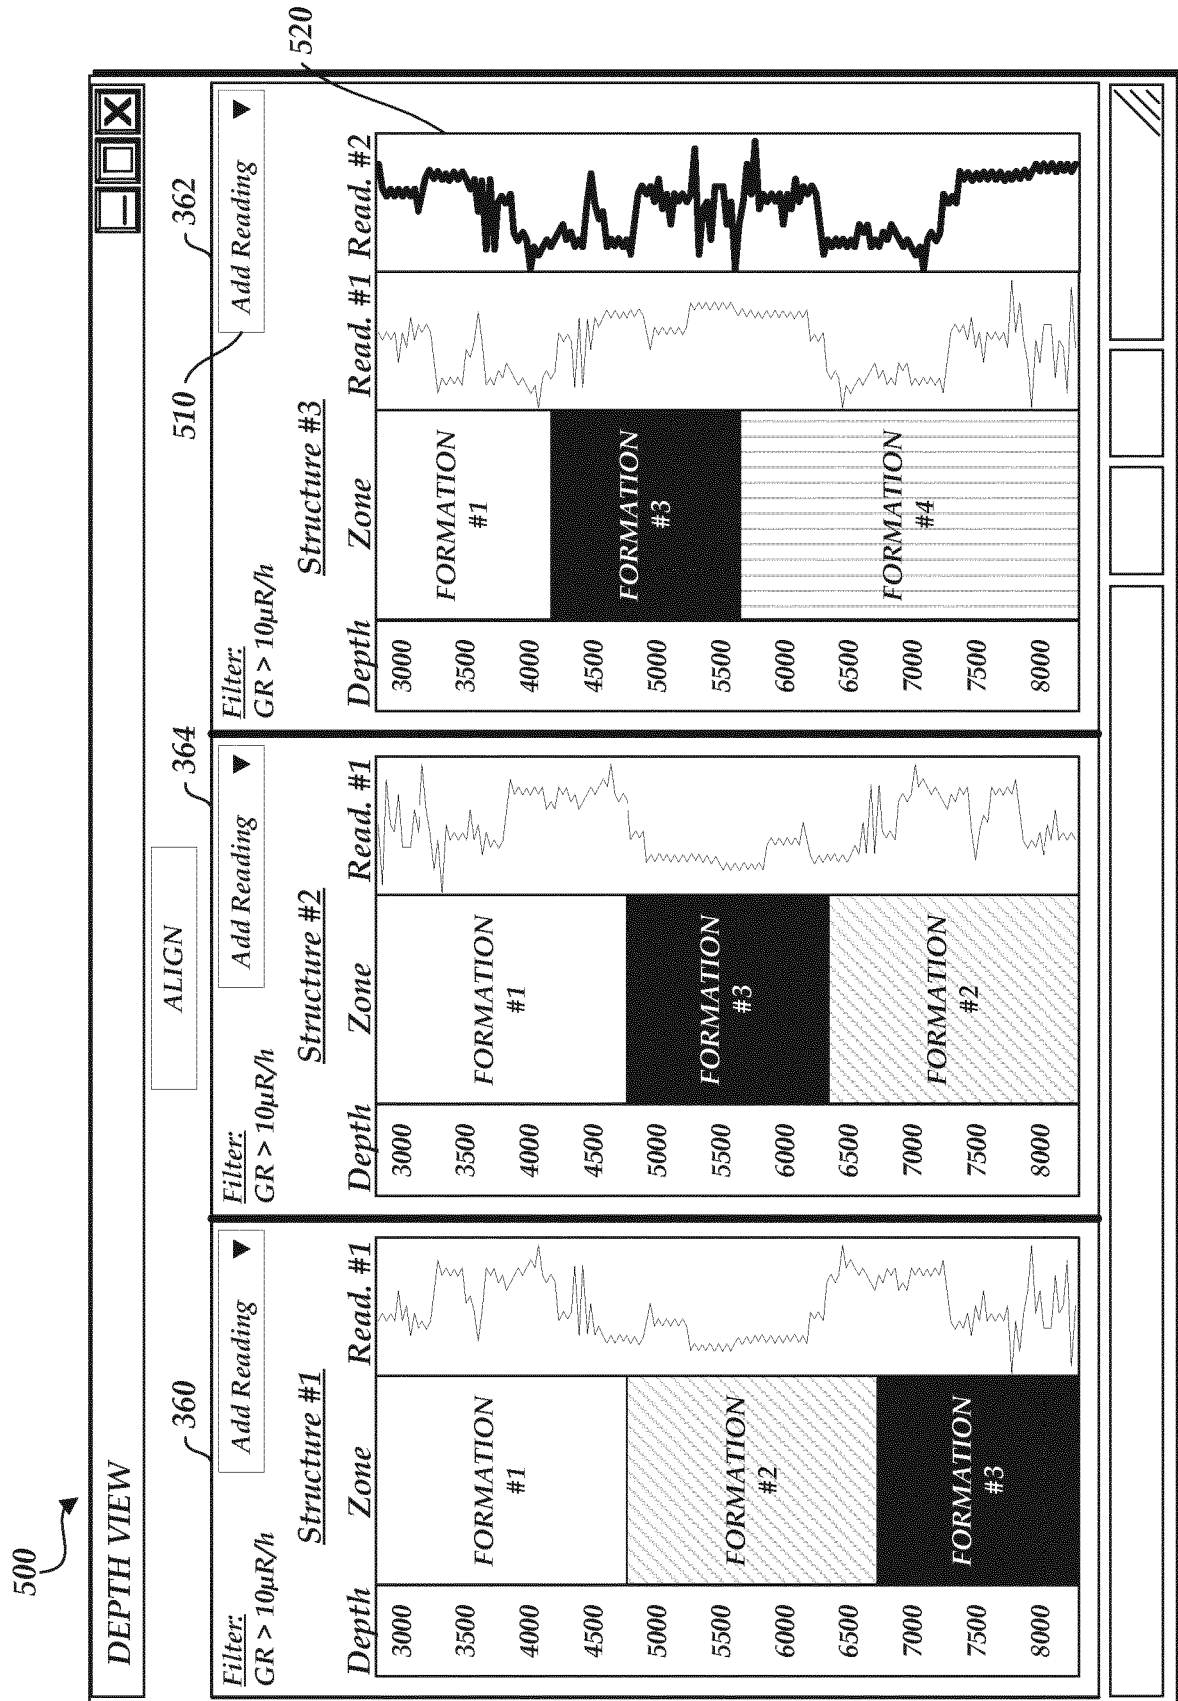 500
DEPTH VIEW
ALIGN
360
364
362
510
520
Filter:
GR > 10µR/h
Add Reading ▼
Structure #1
Depth Zone Read. #1
3000
3500
4000
4500
5000
5500
6000
6500
7000
7500
8000
FORMATION
#1
FORMATION
#2
FORMATION
#3
Filter:
GR > 10µR/h
Add Reading ▼
Structure #2
Depth Zone Read. #1
3000
3500
4000
4500
5000
5500
6000
6500
7000
7500
8000
FORMATION
#1
FORMATION
#3
FORMATION
#2
Filter:
GR > 10µR/h
Add Reading ▼
Structure #3
Depth Zone Read. #1 Read. #2
3000
3500
4000
4500
5000
5500
6000
6500
7000
7500
8000
FORMATION
#1
FORMATION
#3
FORMATION
#4